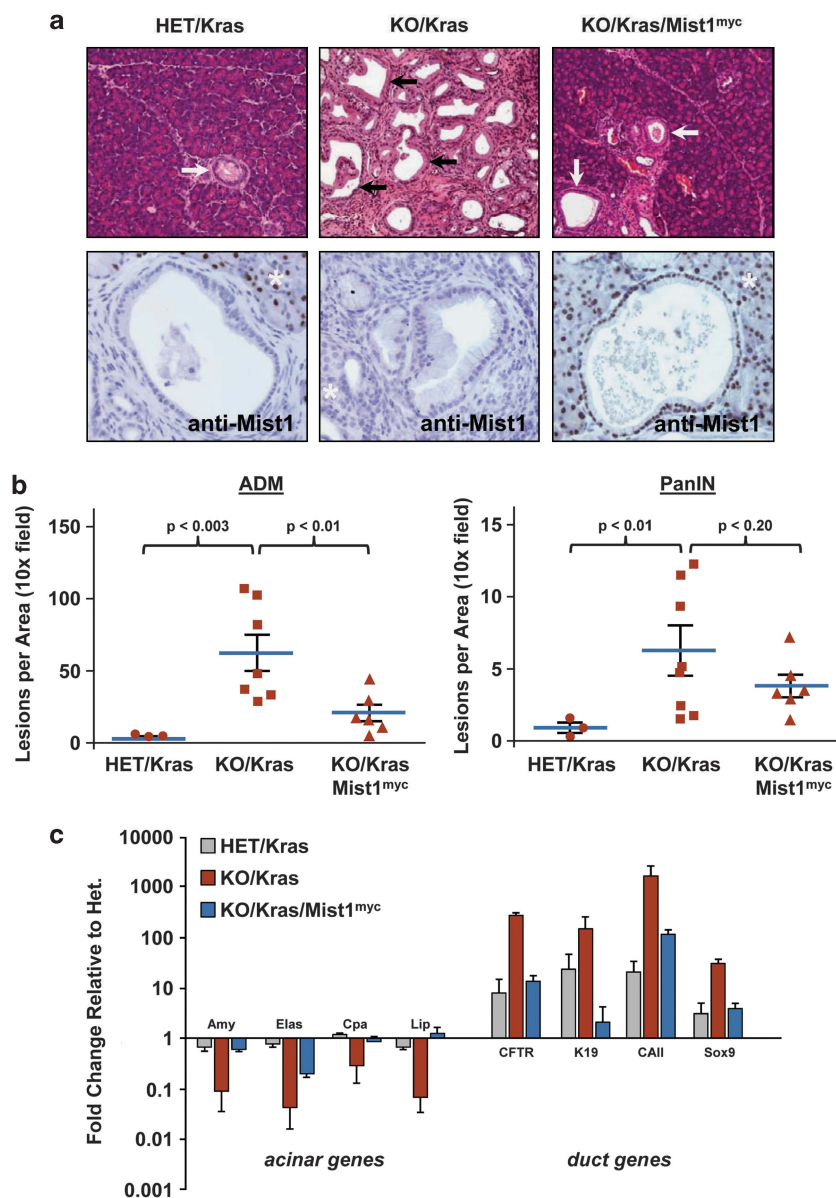 a
HET/Kras
KO/Kras
KO/Kras/Mist1myc
*
*
*
anti-Mist1
anti-Mist1
anti-Mist1
b
ADM
Lesions per Area (10x field)
150
100
50
0
p < 0.003
p < 0.01
HET/Kras
KO/Kras
KO/Kras
Mist1myc
PanIN
Lesions per Area (10x field)
15
10
5
0
p < 0.01
p < 0.20
HET/Kras
KO/Kras
KO/Kras
Mist1myc
c
Fold Change Relative to Het.
10000
1000
100
10
1
0.1
0.01
0.001
HET/Kras
KO/Kras
KO/Kras/Mist1myc
Amy
Elas
Cpa
Lip
CFTR
K19
CAII
Sox9
acinar genes
duct genes